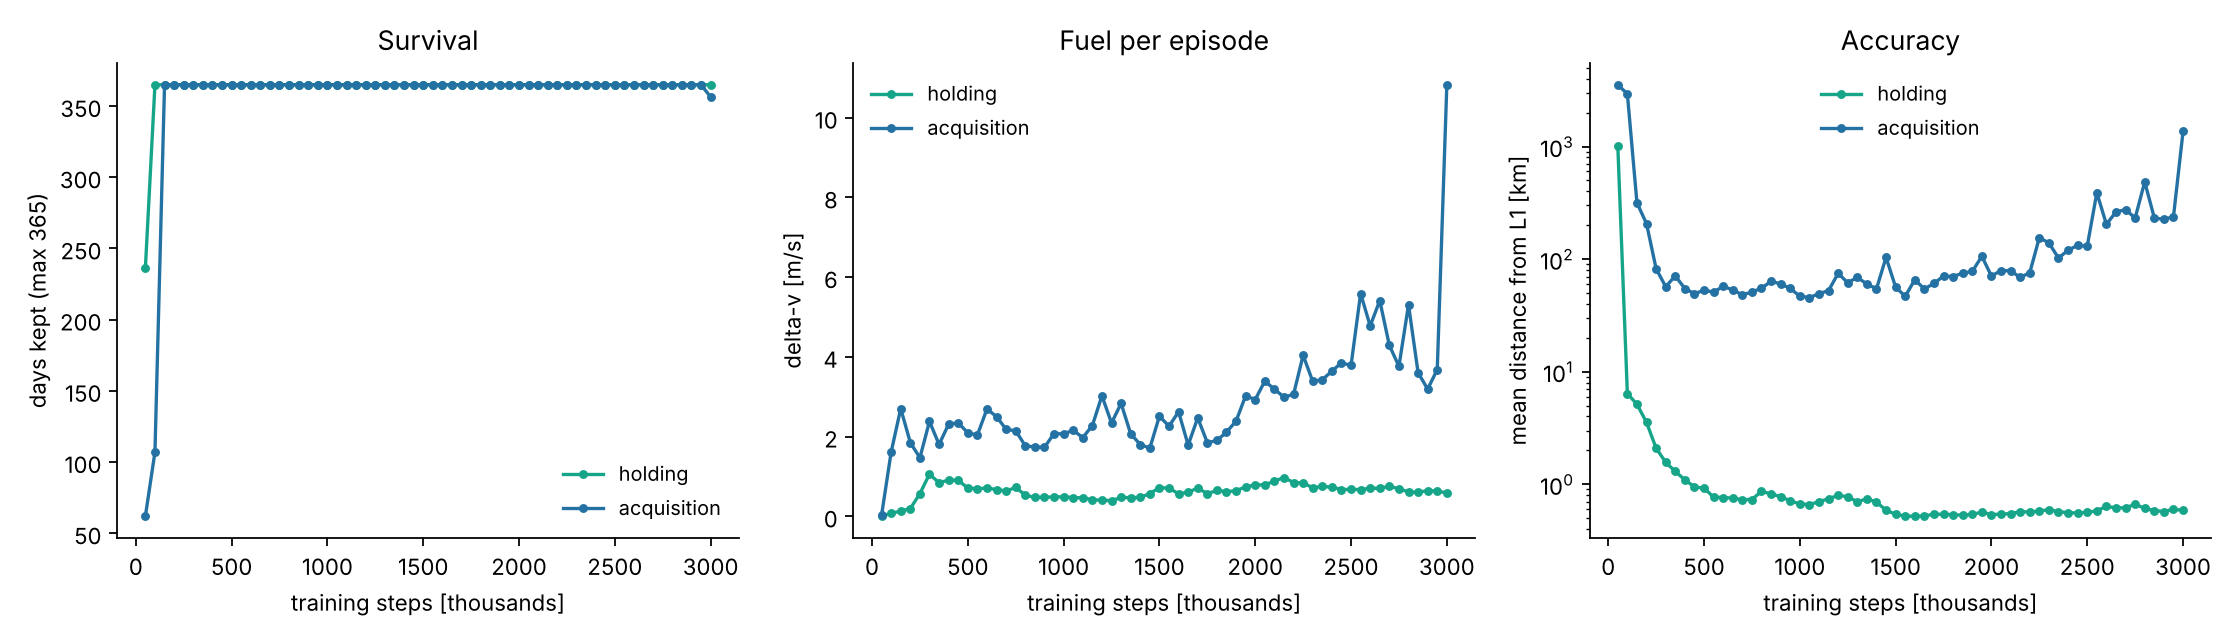 Survival
days kept (max 365)
350
300
250
200
150
100
50
holding
acquisition
0 500 1000 1500 2000 2500 3000
training steps [thousands]
Fuel per episode
delta-v [m/s]
10
8
6
4
2
0
holding
acquisition
0 500 1000 1500 2000 2500 3000
training steps [thousands]
Accuracy
mean distance from L1 [km]
10³
10²
10¹
10⁰
holding
acquisition
0 500 1000 1500 2000 2500 3000
training steps [thousands]